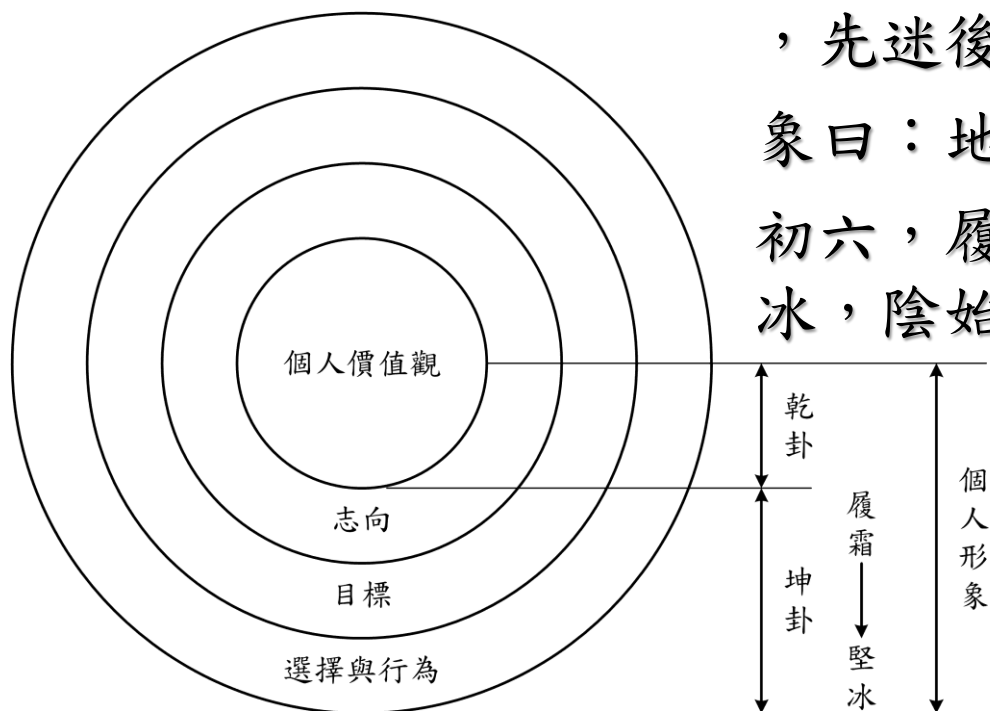 ，先迷後
象曰：地
初六，履
冰，陰始
個人價值觀
志向
目標
選擇與行為
乾卦
坤卦
履霜
堅冰
個人形象